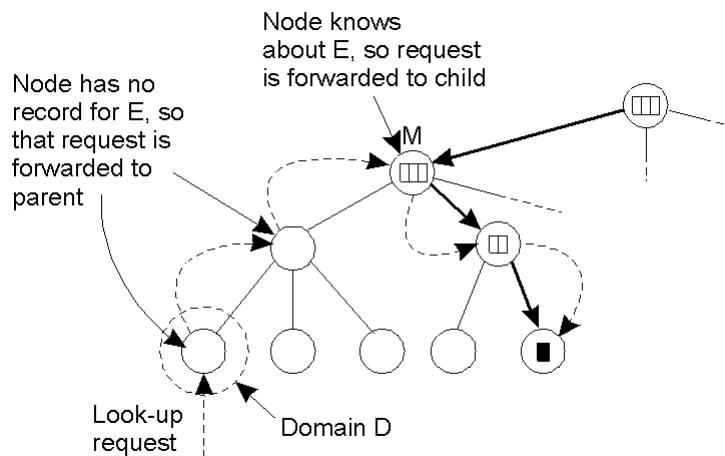 Node knows
about E, so request
is forwarded to child
Node has no
record for E, so
that request is
forwarded to
parent
M
Look-up
request
Domain D